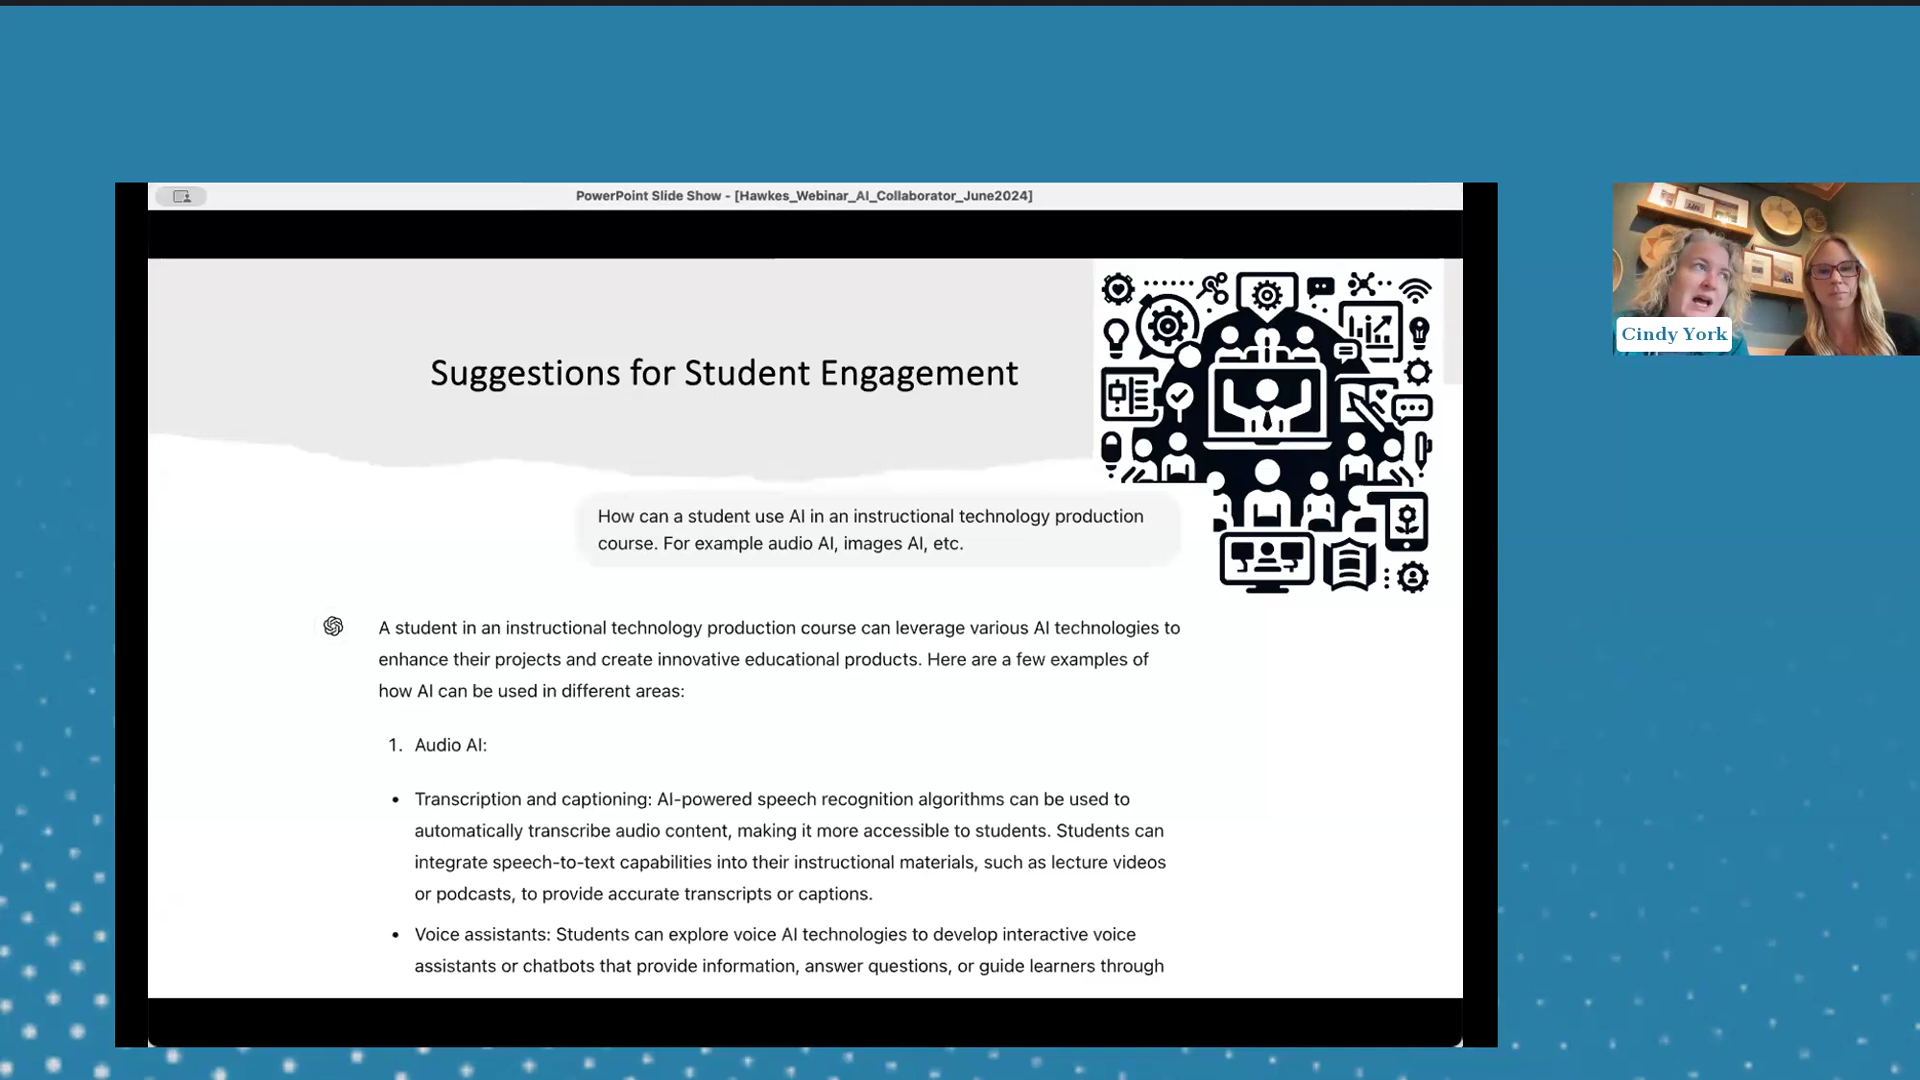 PowerPoint Slide Show - [Hawkes_Webinar_AI_Collaborator_June2024]
Suggestions for Student Engagement
Cindy York
How can a student use AI in an instructional technology production
course. For example audio AI, images AI, etc.
A student in an instructional technology production course can leverage various AI technologies to
enhance their projects and create innovative educational products. Here are a few examples of
how AI can be used in different areas:
1. Audio AI:
• Transcription and captioning: AI-powered speech recognition algorithms can be used to
automatically transcribe audio content, making it more accessible to students. Students can
integrate speech-to-text capabilities into their instructional materials, such as lecture videos
or podcasts, to provide accurate transcripts or captions.
• Voice assistants: Students can explore voice AI technologies to develop interactive voice
assistants or chatbots that provide information, answer questions, or guide learners through